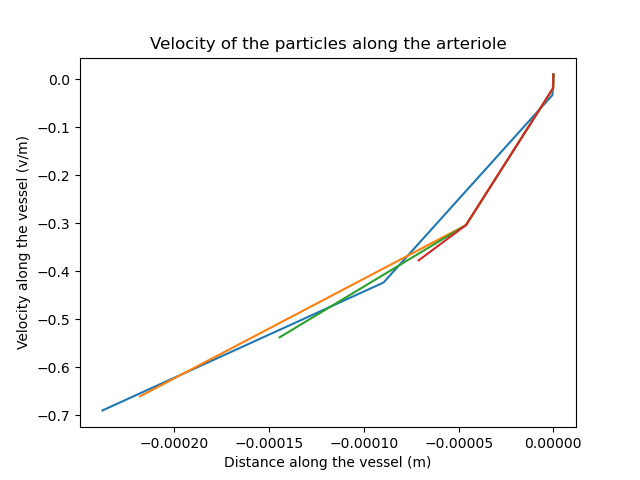 Velocity of the particles along the arteriole
Velocity along the vessel (v/m)
0.0
−0.1
−0.2
−0.3
−0.4
−0.5
−0.6
−0.7
−0.00020 −0.00015 −0.00010 −0.00005 0.00000
Distance along the vessel (m)